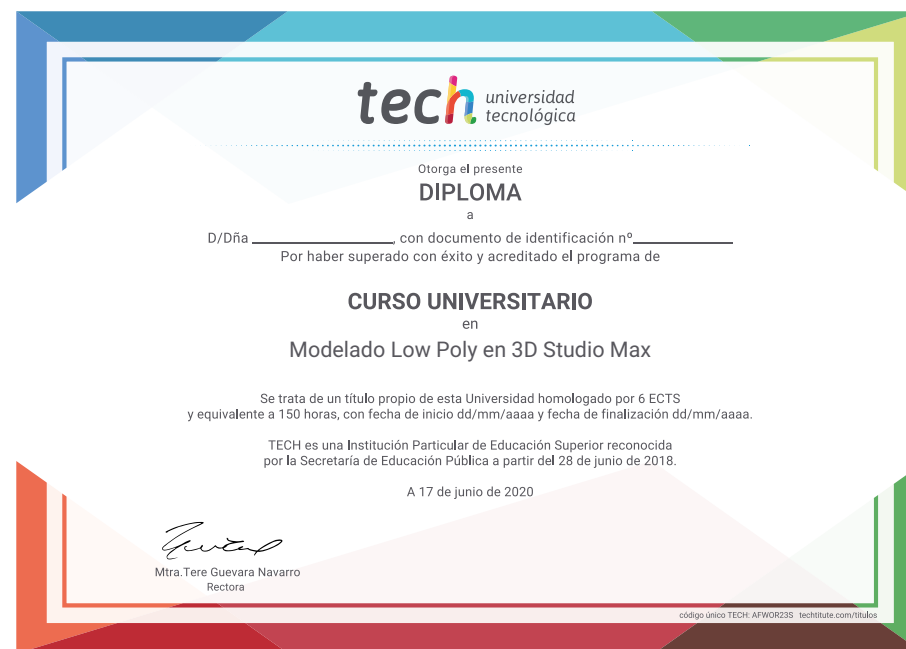 tech universidad
tecnológica
Otorga el presente
DIPLOMA
a
D/Dña ____________________, con documento de identificación nº______________
Por haber superado con éxito y acreditado el programa de
CURSO UNIVERSITARIO
en
Modelado Low Poly en 3D Studio Max
Se trata de un título propio de esta Universidad homologado por 6 ECTS
y equivalente a 150 horas, con fecha de inicio dd/mm/aaaa y fecha de finalización dd/mm/aaaa.
TECH es una Institución Particular de Educación Superior reconocida
por la Secretaría de Educación Pública a partir del 28 de junio de 2018.
A 17 de junio de 2020
Mtra.Tere Guevara Navarro
Rectora
código único TECH: AFWOR23S techtitute.com/titulos